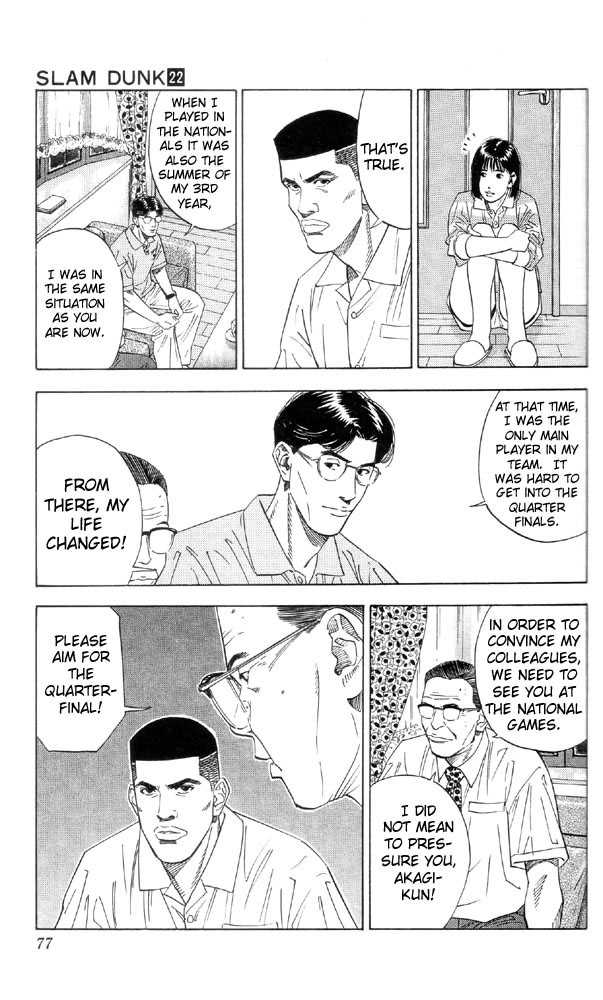 SLAM DUNK 22
THAT'S
TRUE.
WHEN I
PLAYED IN
THE NATION-
ALS IT WAS
ALSO THE
SUMMER OF
MY 3RD
YEAR,
I WAS IN
THE SAME
SITUATION
AS YOU
ARE NOW.
AT THAT TIME,
I WAS THE
ONLY MAIN
PLAYER IN MY
TEAM. IT
WAS HARD TO
GET INTO THE
QUARTER
FINALS.
FROM
THERE, MY
LIFE
CHANGED!
IN ORDER TO
CONVINCE MY
COLLEAGUES,
WE NEED TO
SEE YOU AT
THE NATIONAL
GAMES.
I DID
NOT MEAN
TO PRES-
SURE YOU,
AKAGI-
KUN!
PLEASE
AIM FOR
THE
QUARTER-
FINAL!
77